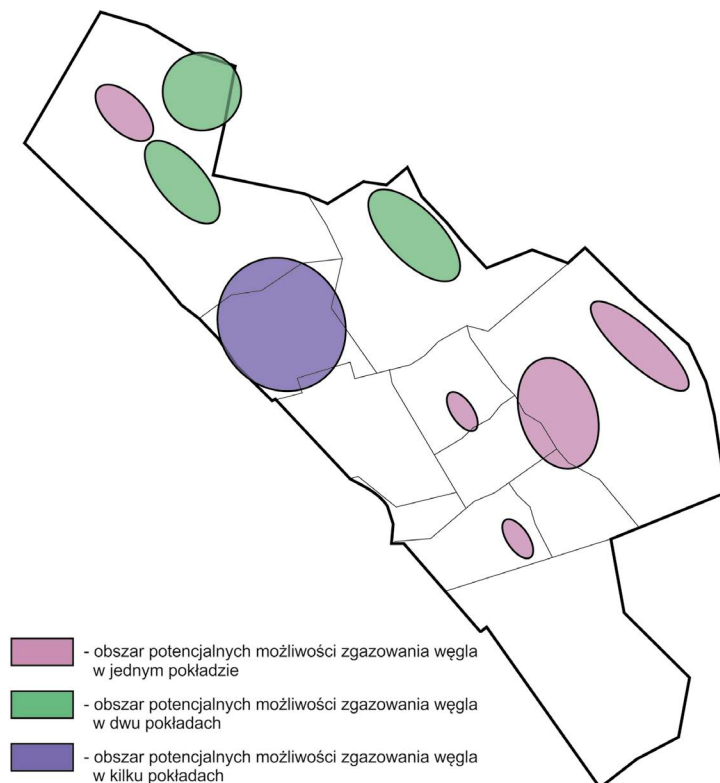 - obszar potencjalnych możliwości zgazowania węgla
w jednym pokładzie
- obszar potencjalnych możliwości zgazowania węgla
w dwu pokładach
- obszar potencjalnych możliwości zgazowania węgla
w kilku pokładach